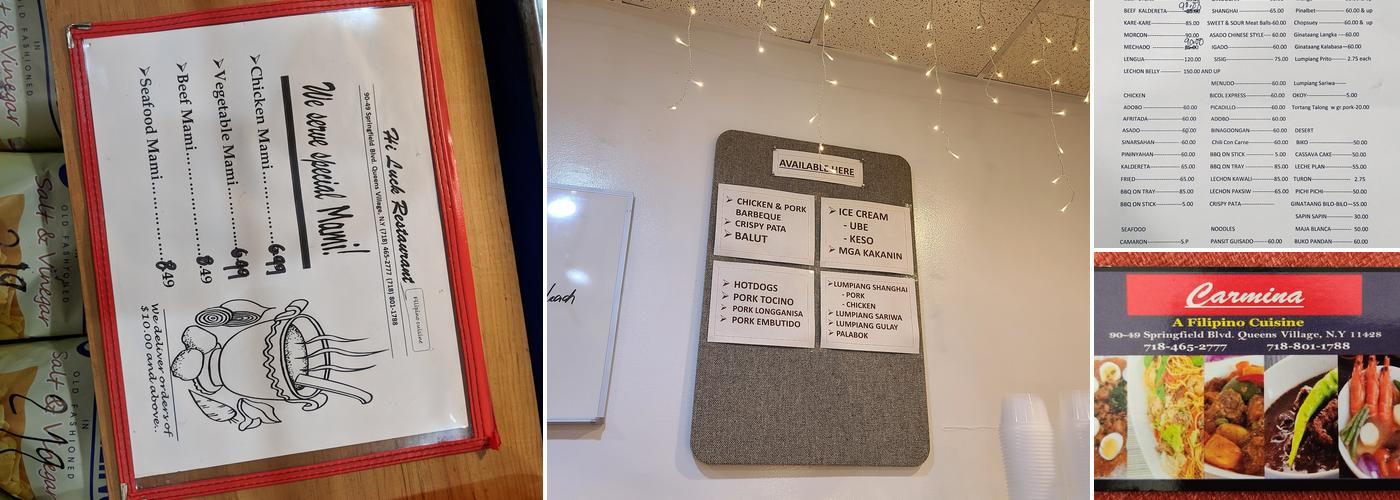 Hi Luck Restaurant
Filipino cuisine
90-49 Springfield Blvd. Queens Village, N.Y (718) 465-2777 (718) 801-1788
We serve special Mami!
➢Chicken Mami.......... 6.99
➢Vegetable Mami........ 6.49
➢Beef Mami............. 8.49
➢Seafood Mami.......... 8.49
We deliver orders of
$10.00 and above..
IN
OLD FASHIONED
Salt & Vinegar
IN
OLD FASHIONED
Salt & Vinegar
IN
OLD FASHIONED
Salt & Vinegar
AVAILABLE HERE
➢ CHICKEN & PORK
BARBEQUE
➢ CRISPY PATA
➢ BALUT
➢ ICE CREAM
- UBE
- KESO
➢ MGA KAKANIN
➢ HOTDOGS
➢ PORK TOCINO
➢ PORK LONGGANISA
➢ PORK EMBUTIDO
➢ LUMPIANG SHANGHAI
- PORK
- CHICKEN
➢ LUMPIANG SARIWA
➢ LUMPIANG GULAY
➢ PALABOK
BEEF KALDERETA
KARE-KARE 85.00
MORCON 90.00
MECHADO 90.00
LENGUA 120.00
LECHON BELLY 150.00 AND UP
CHICKEN
ADOBO 60.00
AFRITADA 60.00
ASADO 60.00
SINARSAHAN 60.00
PININYAHAN 60.00
KALDERETA 65.00
FRIED 65.00
BBQ ON TRAY 85.00
BBQ ON STICK 5.00
SEAFOOD
CAMARON S.P
SHANGHAI 65.00
SWEET & SOUR Meat Balls-60.00
ASADO CHINESE STYLE 60.00
IGADO 60.00
SISIG 75.00
MENUDO 60.00
BICOL EXPRESS 60.00
PICADILLO 60.00
ADOBO 60.00
BINAGOONGAN 60.00
Chili Con Carne 60.00
BBQ ON STICK 5.00
BBQ ON TRAY 85.00
LECHON KAWALI 85.00
LECHON PAKSIW 65.00
CRISPY PATA
NOODLES
PANSIT GUISADO 60.00
Pinalbet 60.00 & up
Chopsuey 60.00 & up
Ginataang Langka 60.00
Ginataang Kalabasa 60.00
Lumpiang Prito 2.75 each
Lumpiang Sariwa
OKOY 5.00
Tortang Talong w gr.pork-20.00
DESERT
BIKO 50.00
CASSAVA CAKE 50.00
LECHE PLAN 55.00
TURON 2.75
PICHI PICHI 50.00
GINATAANG BILO-BILO 55.00
SAPIN SAPIN 30.00
MAJA BLANCA 50.00
BUKO PANDAN 60.00
Carmina
A Filipino Cuisine
90-49 Springfield Blvd. Queens Village, N.Y 11428
718-465-2777 718-801-1788